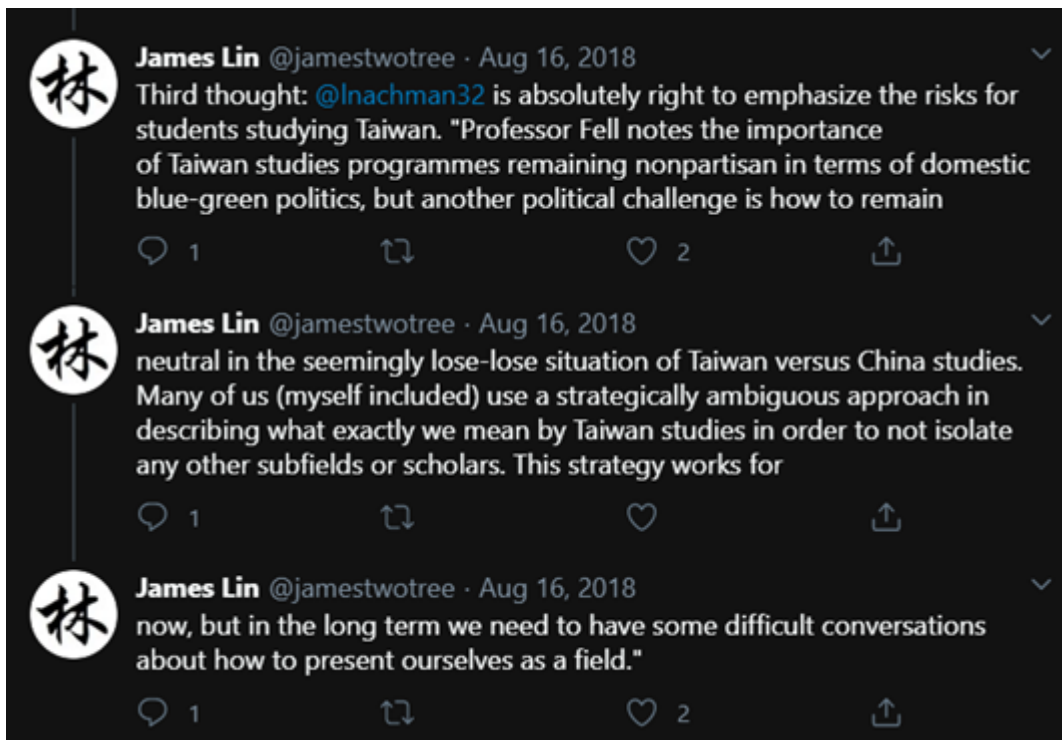 林
James Lin @jamestwotree · Aug 16, 2018
Third thought: @lnachman32 is absolutely right to emphasize the risks for
students studying Taiwan. "Professor Fell notes the importance
of Taiwan studies programmes remaining nonpartisan in terms of domestic
blue-green politics, but another political challenge is how to remain
1 2
林
James Lin @jamestwotree · Aug 16, 2018
neutral in the seemingly lose-lose situation of Taiwan versus China studies.
Many of us (myself included) use a strategically ambiguous approach in
describing what exactly we mean by Taiwan studies in order to not isolate
any other subfields or scholars. This strategy works for
1
林
James Lin @jamestwotree · Aug 16, 2018
now, but in the long term we need to have some difficult conversations
about how to present ourselves as a field."
1 2